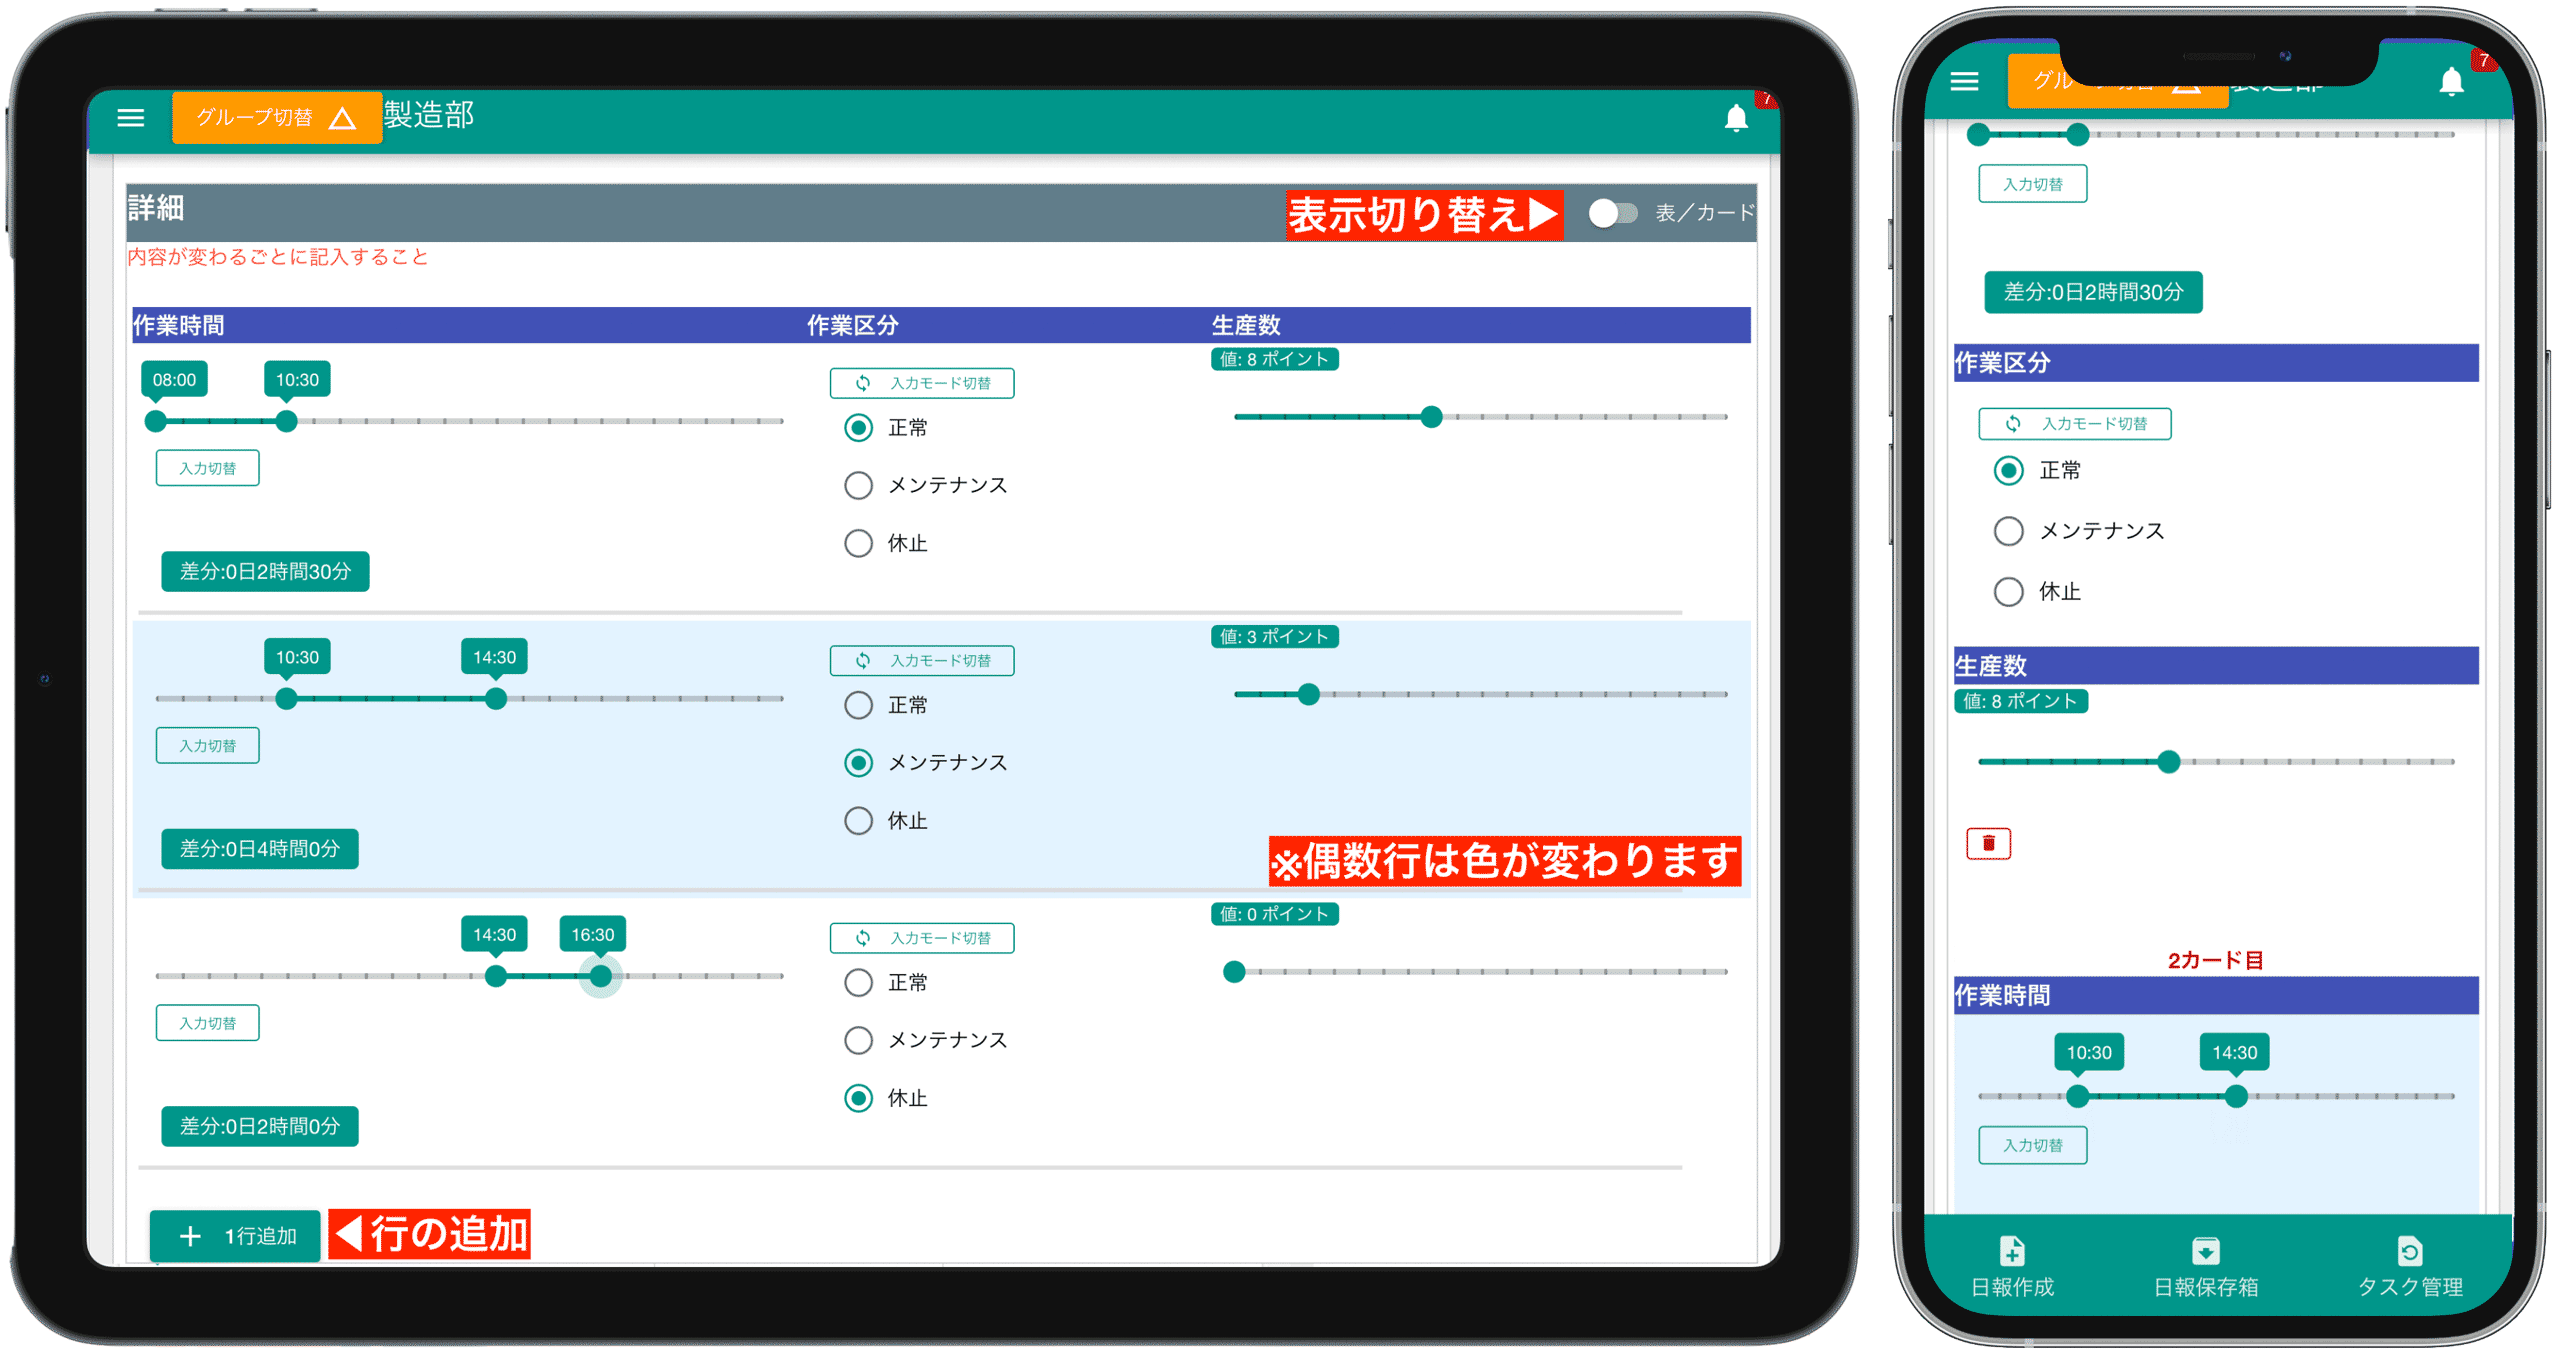 グループ切替
製造部
7
詳細
表示切り替え▶
表／カード
内容が変わるごとに記入すること
作業時間
作業区分
生産数
08:00
10:30
入力切替
差分:0日2時間30分
入力モード切替
正常
メンテナンス
休止
値: 8 ポイント
10:30
14:30
入力切替
差分:0日4時間0分
入力モード切替
正常
メンテナンス
休止
値: 3 ポイント
※偶数行は色が変わります
14:30
16:30
入力切替
差分:0日2時間0分
入力モード切替
正常
メンテナンス
休止
値: 0 ポイント
＋ 1行追加
◀行の追加
7
入力切替
差分:0日2時間30分
作業区分
入力モード切替
正常
メンテナンス
休止
生産数
値: 8 ポイント
2カード目
作業時間
10:30
14:30
入力切替
日報作成
日報保存箱
タスク管理